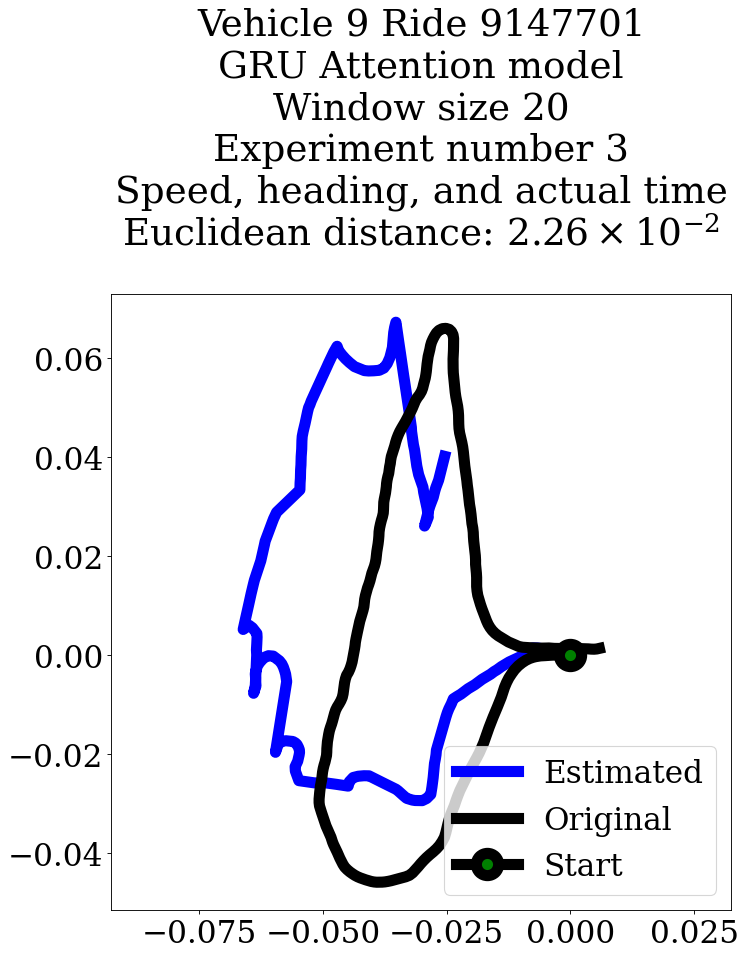 Vehicle 9 Ride 9147701
GRU Attention model
Window size 20
Experiment number 3
Speed, heading, and actual time
Euclidean distance: 2.26 × 10⁻²
0.06
0.04
0.02
0.00
−0.02
−0.04
Estimated
Original
Start
−0.075 −0.050 −0.025 0.000 0.025